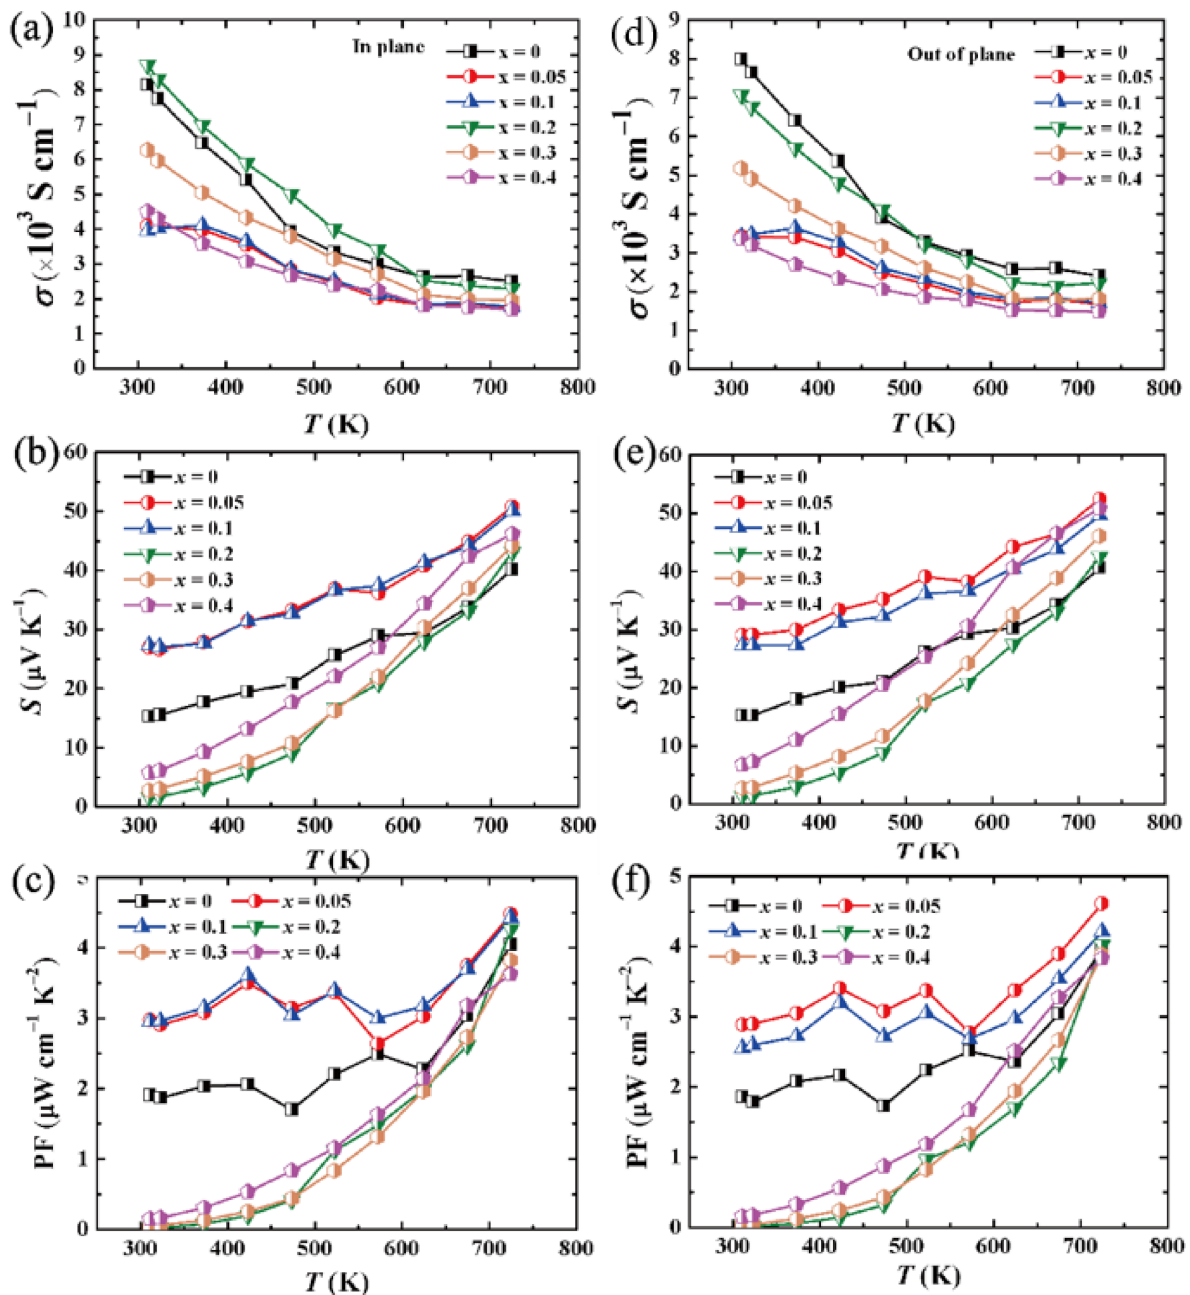 (a)
In plane
x = 0
x = 0.05
x = 0.1
x = 0.2
x = 0.3
x = 0.4
10
9
8
7
6
5
4
3
2
1
0
σ (×10³ S cm⁻¹)
300 400 500 600 700 800
T (K)
(d)
Out of plane
x = 0
x = 0.05
x = 0.1
x = 0.2
x = 0.3
x = 0.4
9
8
7
6
5
4
3
2
1
0
σ (×10³ S cm⁻¹)
300 400 500 600 700 800
T (K)
(b)
x = 0
x = 0.05
x = 0.1
x = 0.2
x = 0.3
x = 0.4
60
50
40
30
20
10
0
S (µV K⁻¹)
300 400 500 600 700 800
T (K)
(e)
x = 0
x = 0.05
x = 0.1
x = 0.2
x = 0.3
x = 0.4
60
50
40
30
20
10
0
S (µV K⁻¹)
300 400 500 600 700 800
T (K)
(c)
x = 0 x = 0.05
x = 0.1 x = 0.2
x = 0.3 x = 0.4
5
4
3
2
1
0
PF (µW cm⁻¹ K⁻²)
300 400 500 600 700 800
T (K)
(f)
x = 0 x = 0.05
x = 0.1 x = 0.2
x = 0.3 x = 0.4
5
4
3
2
1
0
PF (µW cm⁻¹ K⁻²)
300 400 500 600 700 800
T (K)